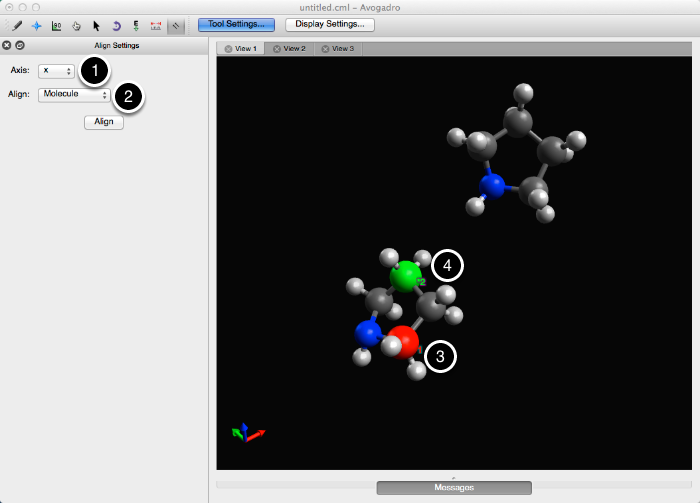 untitled.cml – Avogadro
Tool Settings...
Display Settings...
Align Settings
View 1
View 2
View 3
Axis:
x
1
Align:
Molecule
2
Align
4
3
Messages